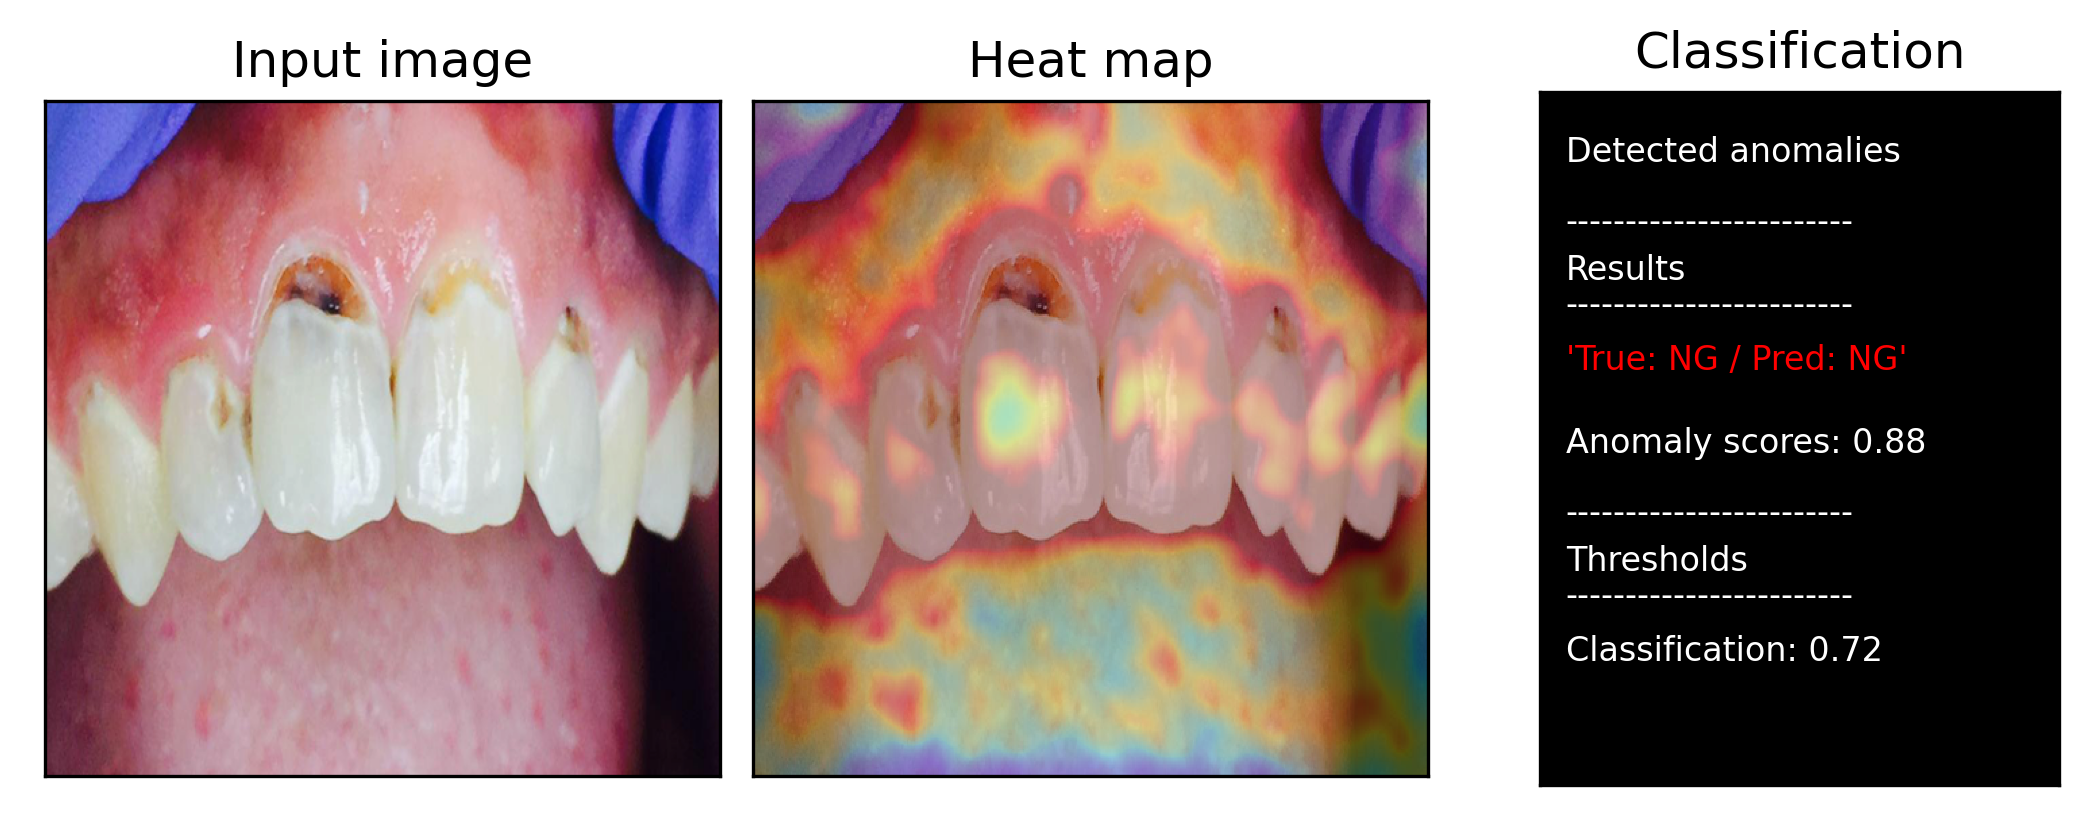 Input image
Heat map
Classification
Detected anomalies
------------------------
Results
------------------------
'True: NG / Pred: NG'
Anomaly scores: 0.88
------------------------
Thresholds
------------------------
Classification: 0.72